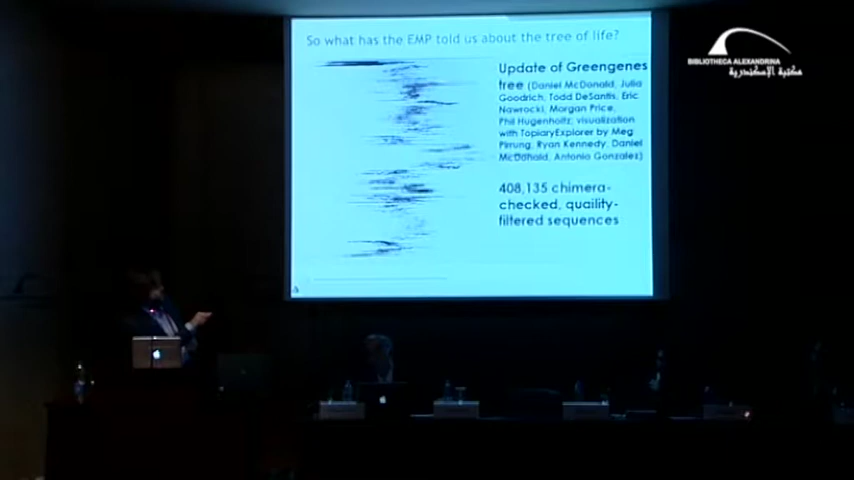 So what has the EMP told us about the tree of life?
BIBLIOTHECA ALEXANDRINA
مكتبة الإسكندرية
Update of Greengenes
tree (Daniel McDonald, Julia
Goodrich, Todd DeSantis, Eric
Nawrocki, Morgan Price,
Phil Hugenholtz, visualization
with TopiaryExplorer by Meg
Pirrung, Ryan Kennedy, Daniel
McDonald, Antonio Gonzalez)
408,135 chimera-
checked, quaility-
filtered sequences